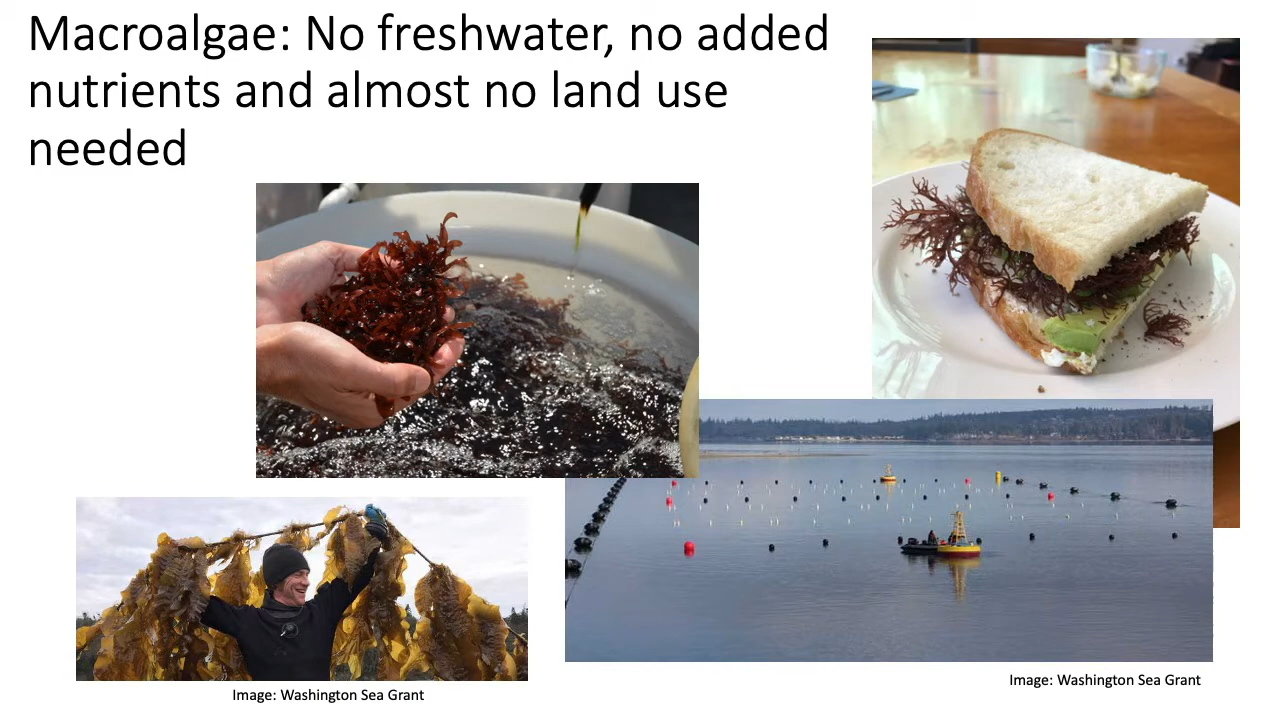 Macroalgae: No freshwater, no added
nutrients and almost no land use
needed
Image: Washington Sea Grant
Image: Washington Sea Grant